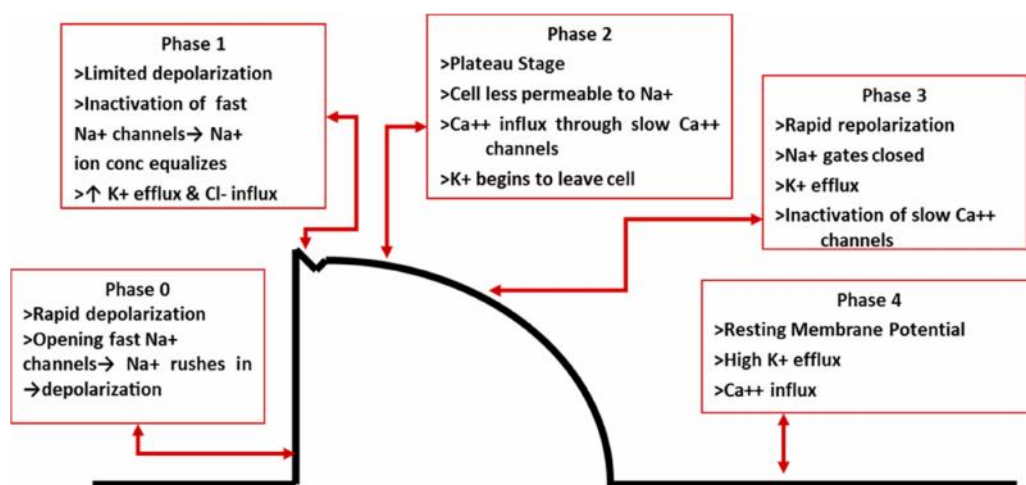 Phase 1
>Limited depolarization
>Inactivation of fast
Na+ channels→ Na+
ion conc equalizes
>↑ K+ efflux & Cl- influx
Phase 2
>Plateau Stage
>Cell less permeable to Na+
>Ca++ influx through slow Ca++
channels
>K+ begins to leave cell
Phase 3
>Rapid repolarization
>Na+ gates closed
>K+ efflux
>Inactivation of slow Ca++
channels
Phase 0
>Rapid depolarization
>Opening fast Na+
channels→ Na+ rushes in
→depolarization
Phase 4
>Resting Membrane Potential
>High K+ efflux
>Ca++ influx